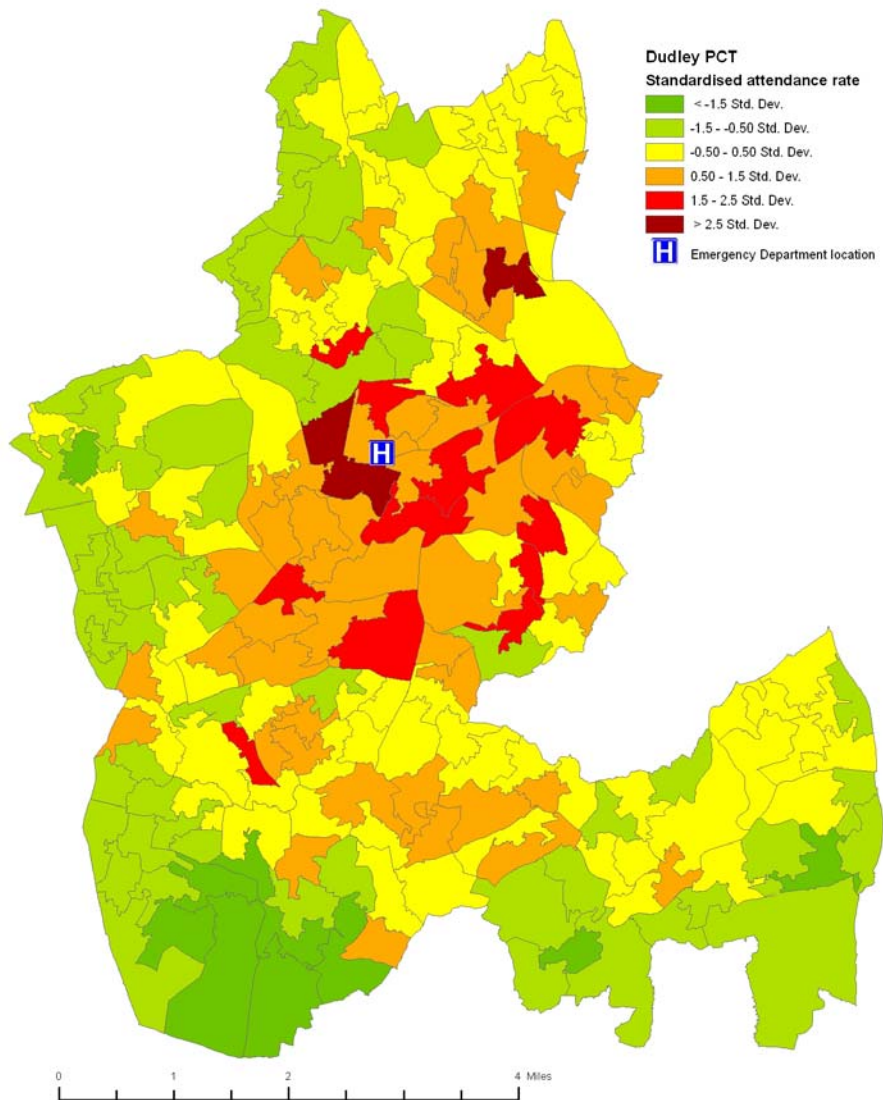 Dudley PCT
Standardised attendance rate
< -1.5 Std. Dev.
-1.5 - -0.50 Std. Dev.
-0.50 - 0.50 Std. Dev.
0.50 - 1.5 Std. Dev.
1.5 - 2.5 Std. Dev.
> 2.5 Std. Dev.
H Emergency Department location
H
0 1 2 4 Miles